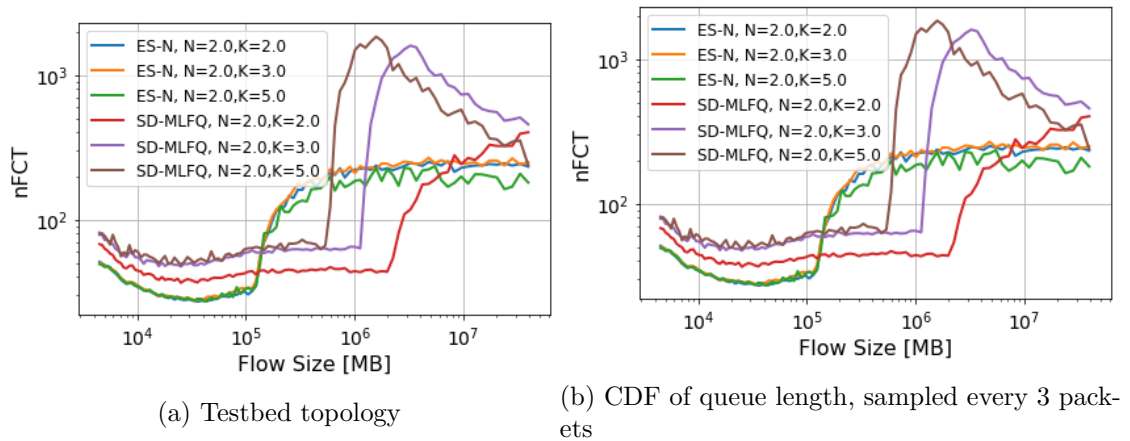 ES-N, N=2.0,K=2.0
ES-N, N=2.0,K=3.0
ES-N, N=2.0,K=5.0
SD-MLFQ, N=2.0,K=2.0
SD-MLFQ, N=2.0,K=3.0
SD-MLFQ, N=2.0,K=5.0
10³
10²
nFCT
10⁴ 10⁵ 10⁶ 10⁷
Flow Size [MB]
(a) Testbed topology
ES-N, N=2.0,K=2.0
ES-N, N=2.0,K=3.0
ES-N, N=2.0,K=5.0
SD-MLFQ, N=2.0,K=2.0
SD-MLFQ, N=2.0,K=3.0
SD-MLFQ, N=2.0,K=5.0
10³
10²
nFCT
10⁴ 10⁵ 10⁶ 10⁷
Flow Size [MB]
(b) CDF of queue length, sampled every 3 pack-
ets